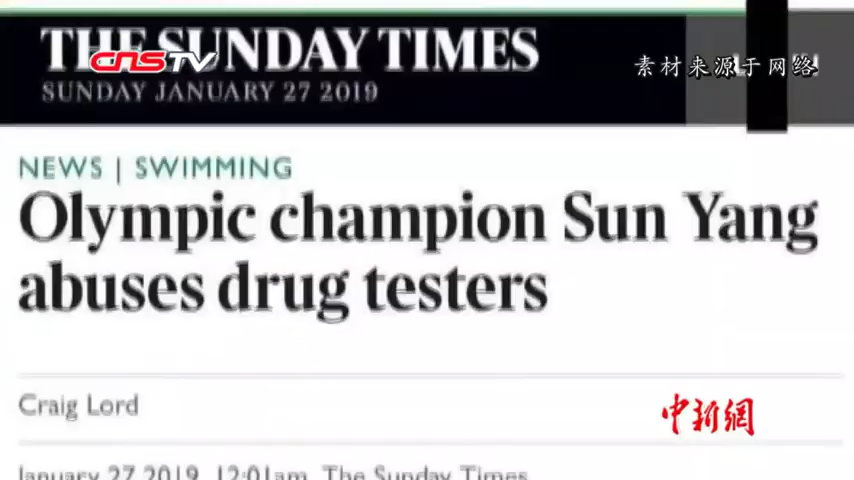 THE SUNDAY TIMES
CNSTV
素材来源于网络
SUNDAY JANUARY 27 2019
NEWS | SWIMMING
Olympic champion Sun Yang
abuses drug testers
Craig Lord
中新網
January 27 2019, 12:01am, The Sunday Times